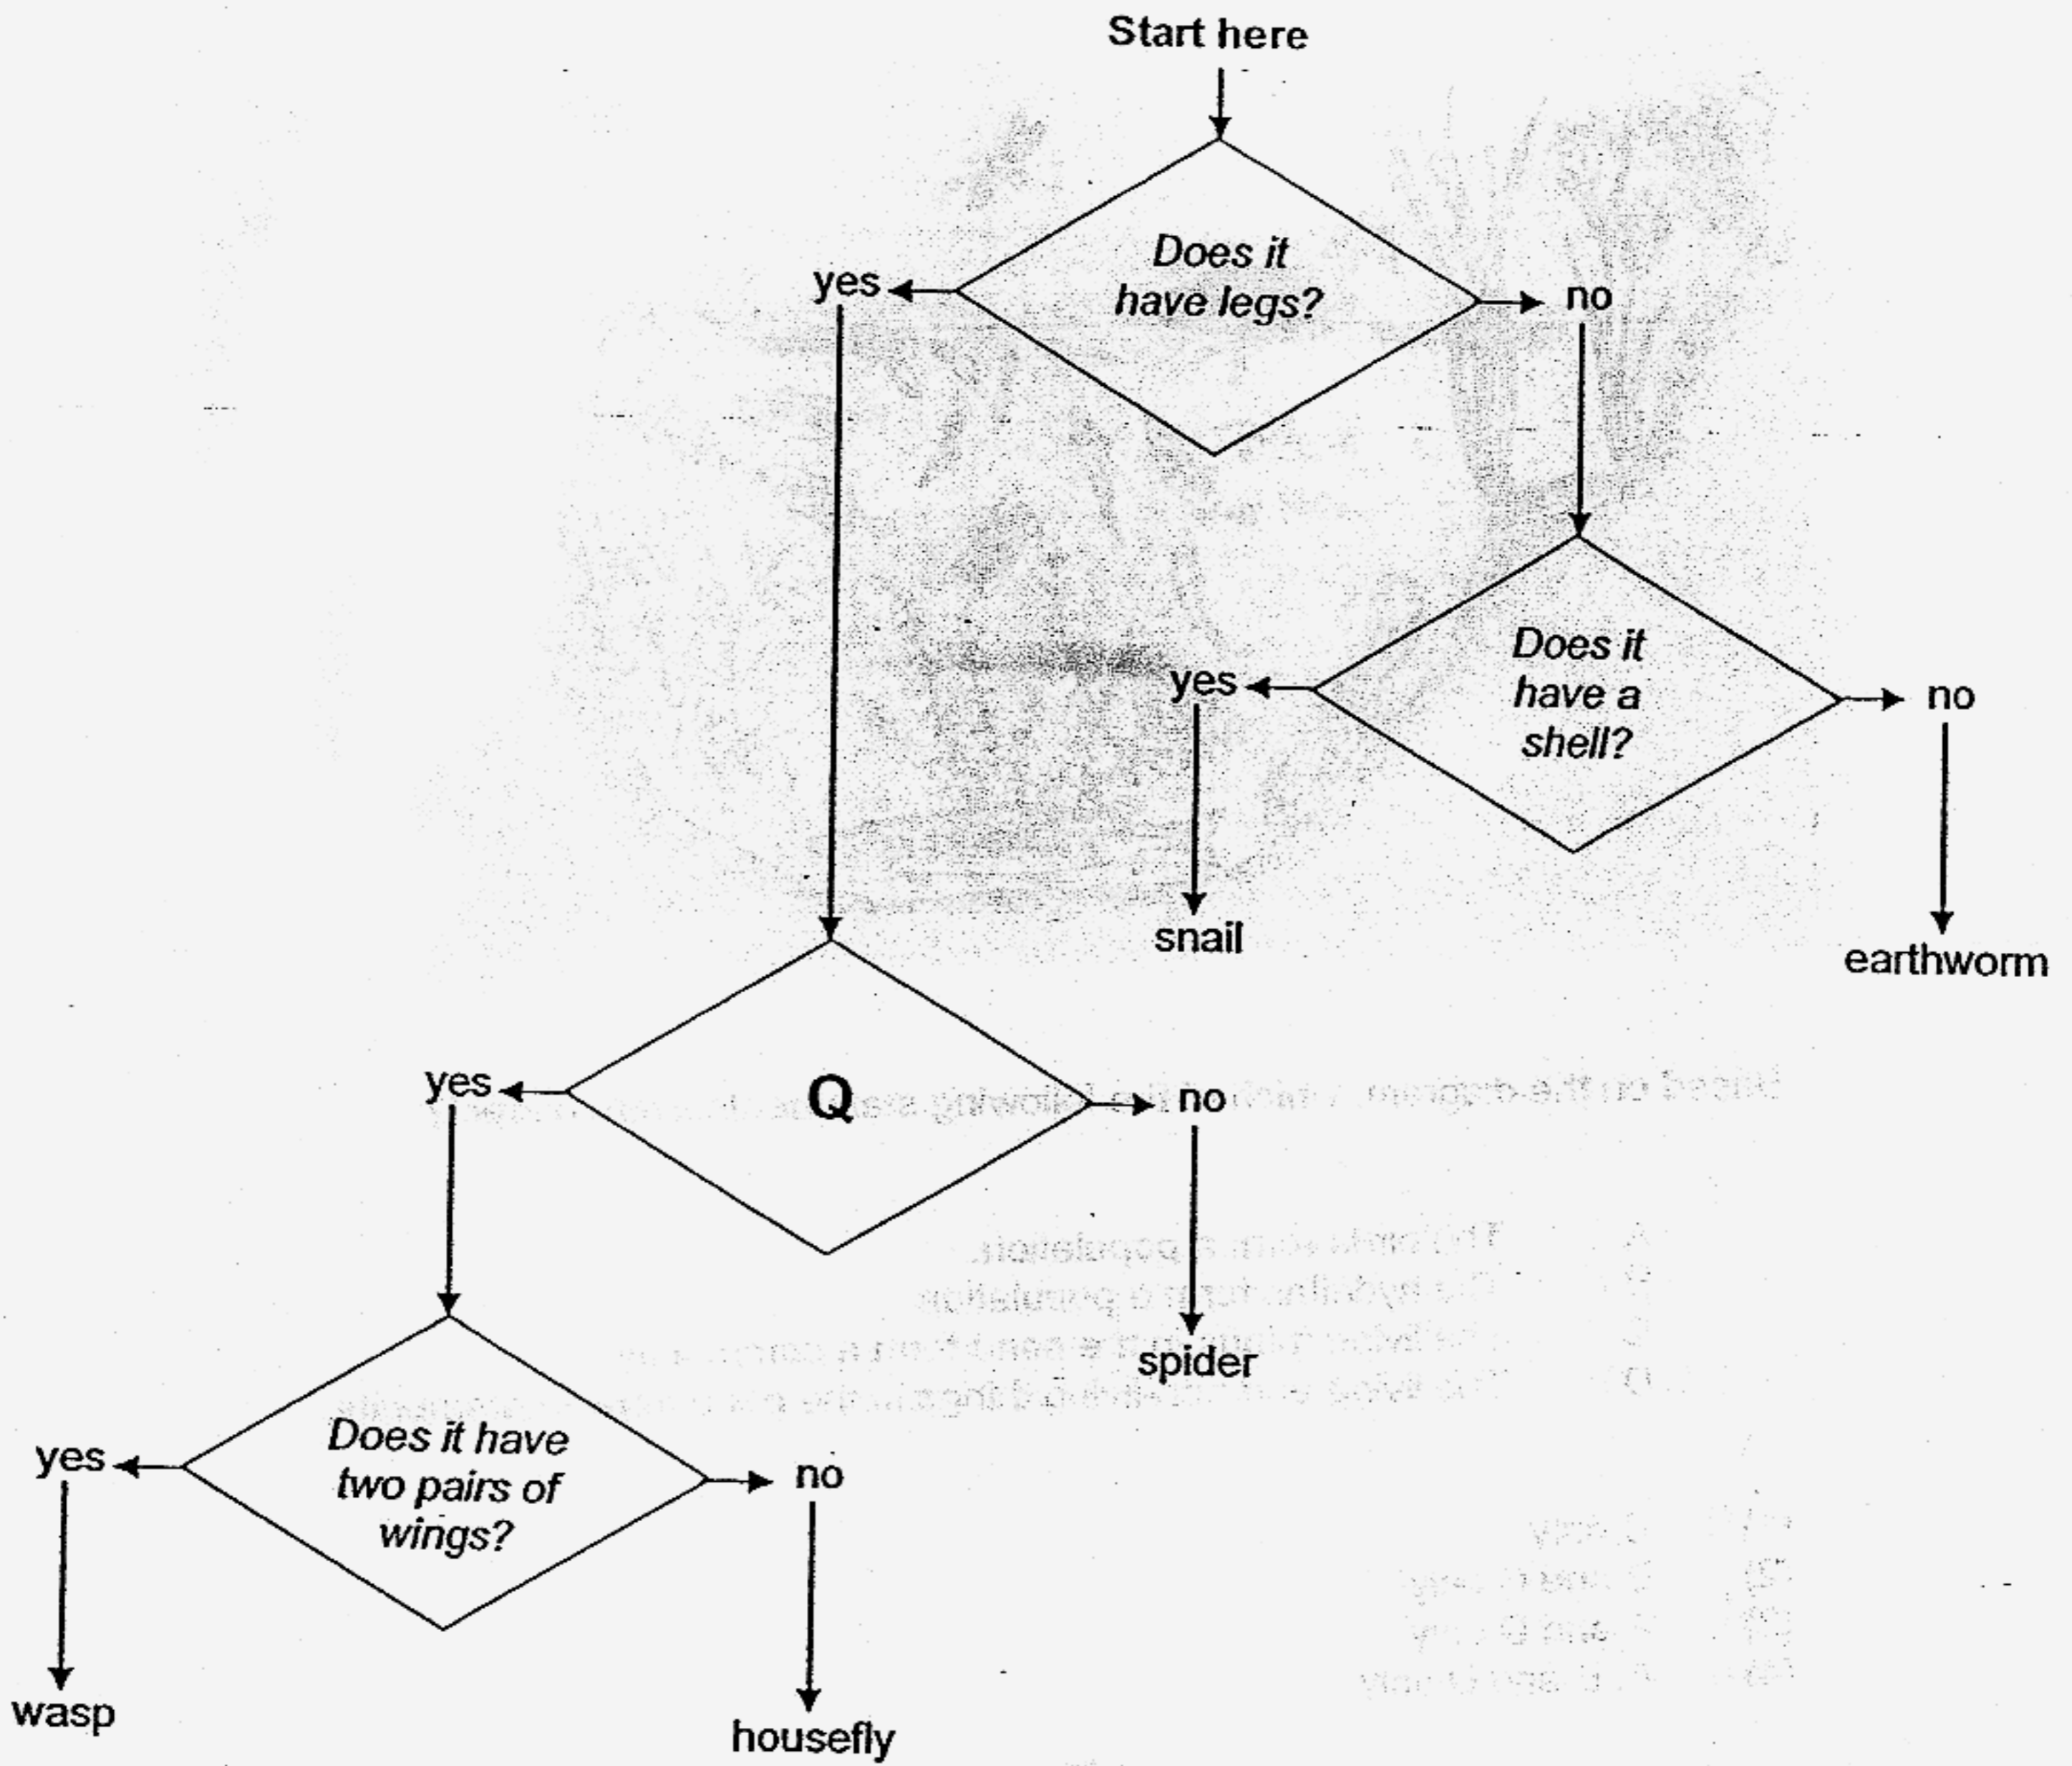 Start here
Does it
have legs?
yes
no
Does it
have a
shell?
yes
no
snail
earthworm
Q
yes
no
spider
Does it have
two pairs of
wings?
yes
no
wasp
housefly